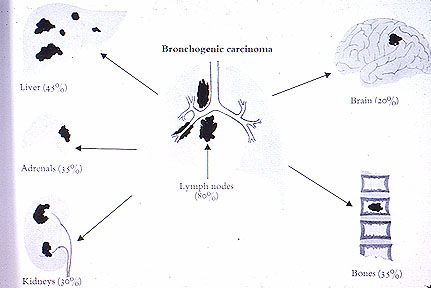 Bronchogenic carcinoma
Liver (45%)
Brain (20%)
Adrenals (35%)
Lymph nodes
(80%)
Kidneys (30%)
Bones (35%)